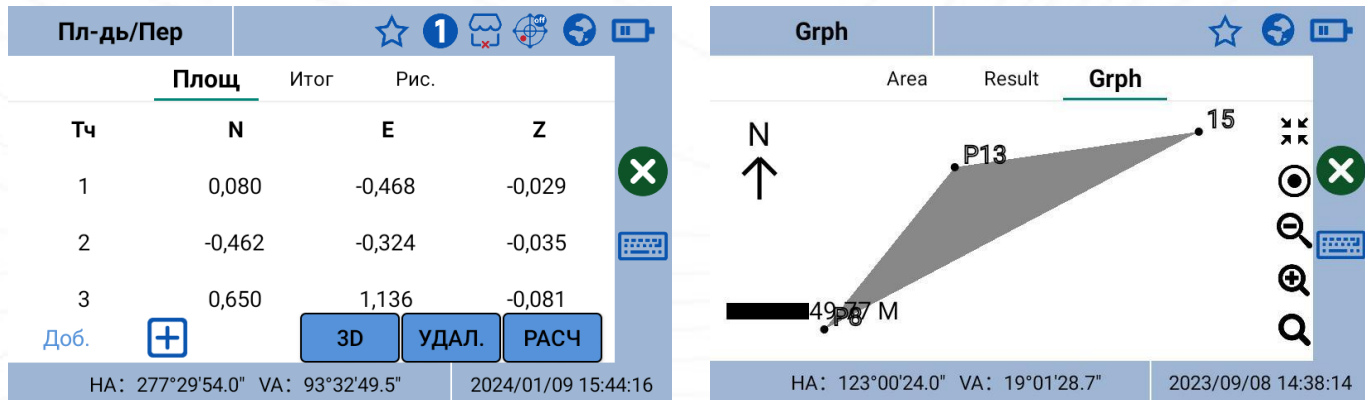 Пл-дь/Пер 1 off
Площ Итог Рис.
Тч N E Z
1 0,080 -0,468 -0,029
2 -0,462 -0,324 -0,035
3 0,650 1,136 -0,081
Доб. 3D УДАЛ. РАСЧ
HA: 277°29'54.0" VA: 93°32'49.5" 2024/01/09 15:44:16
Grph
Area Result Grph
N
15
P13
49.77 M
P8
HA: 123°00'24.0" VA: 19°01'28.7" 2023/09/08 14:38:14